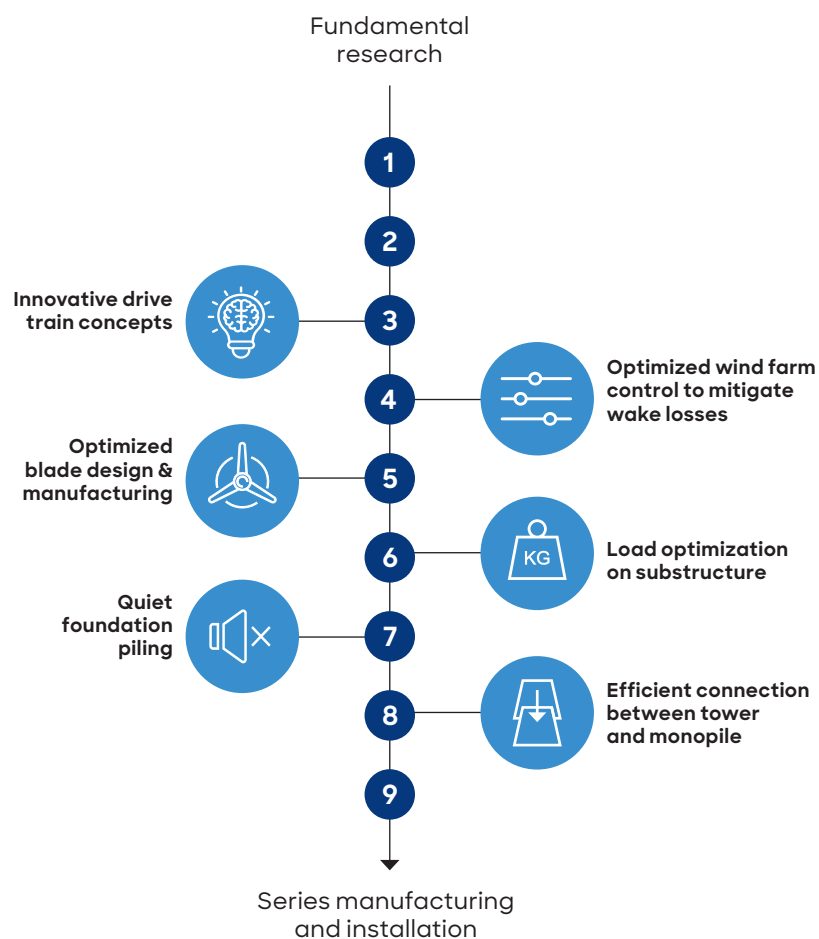 Fundamental
research
1
2
Innovative drive
train concepts
3
4
Optimized wind farm
control to mitigate
wake losses
Optimized
blade design &
manufacturing
5
6
KG
Load optimization
on substructure
Quiet
foundation
piling
7
8
Efficient connection
between tower
and monopile
9
Series manufacturing
and installation